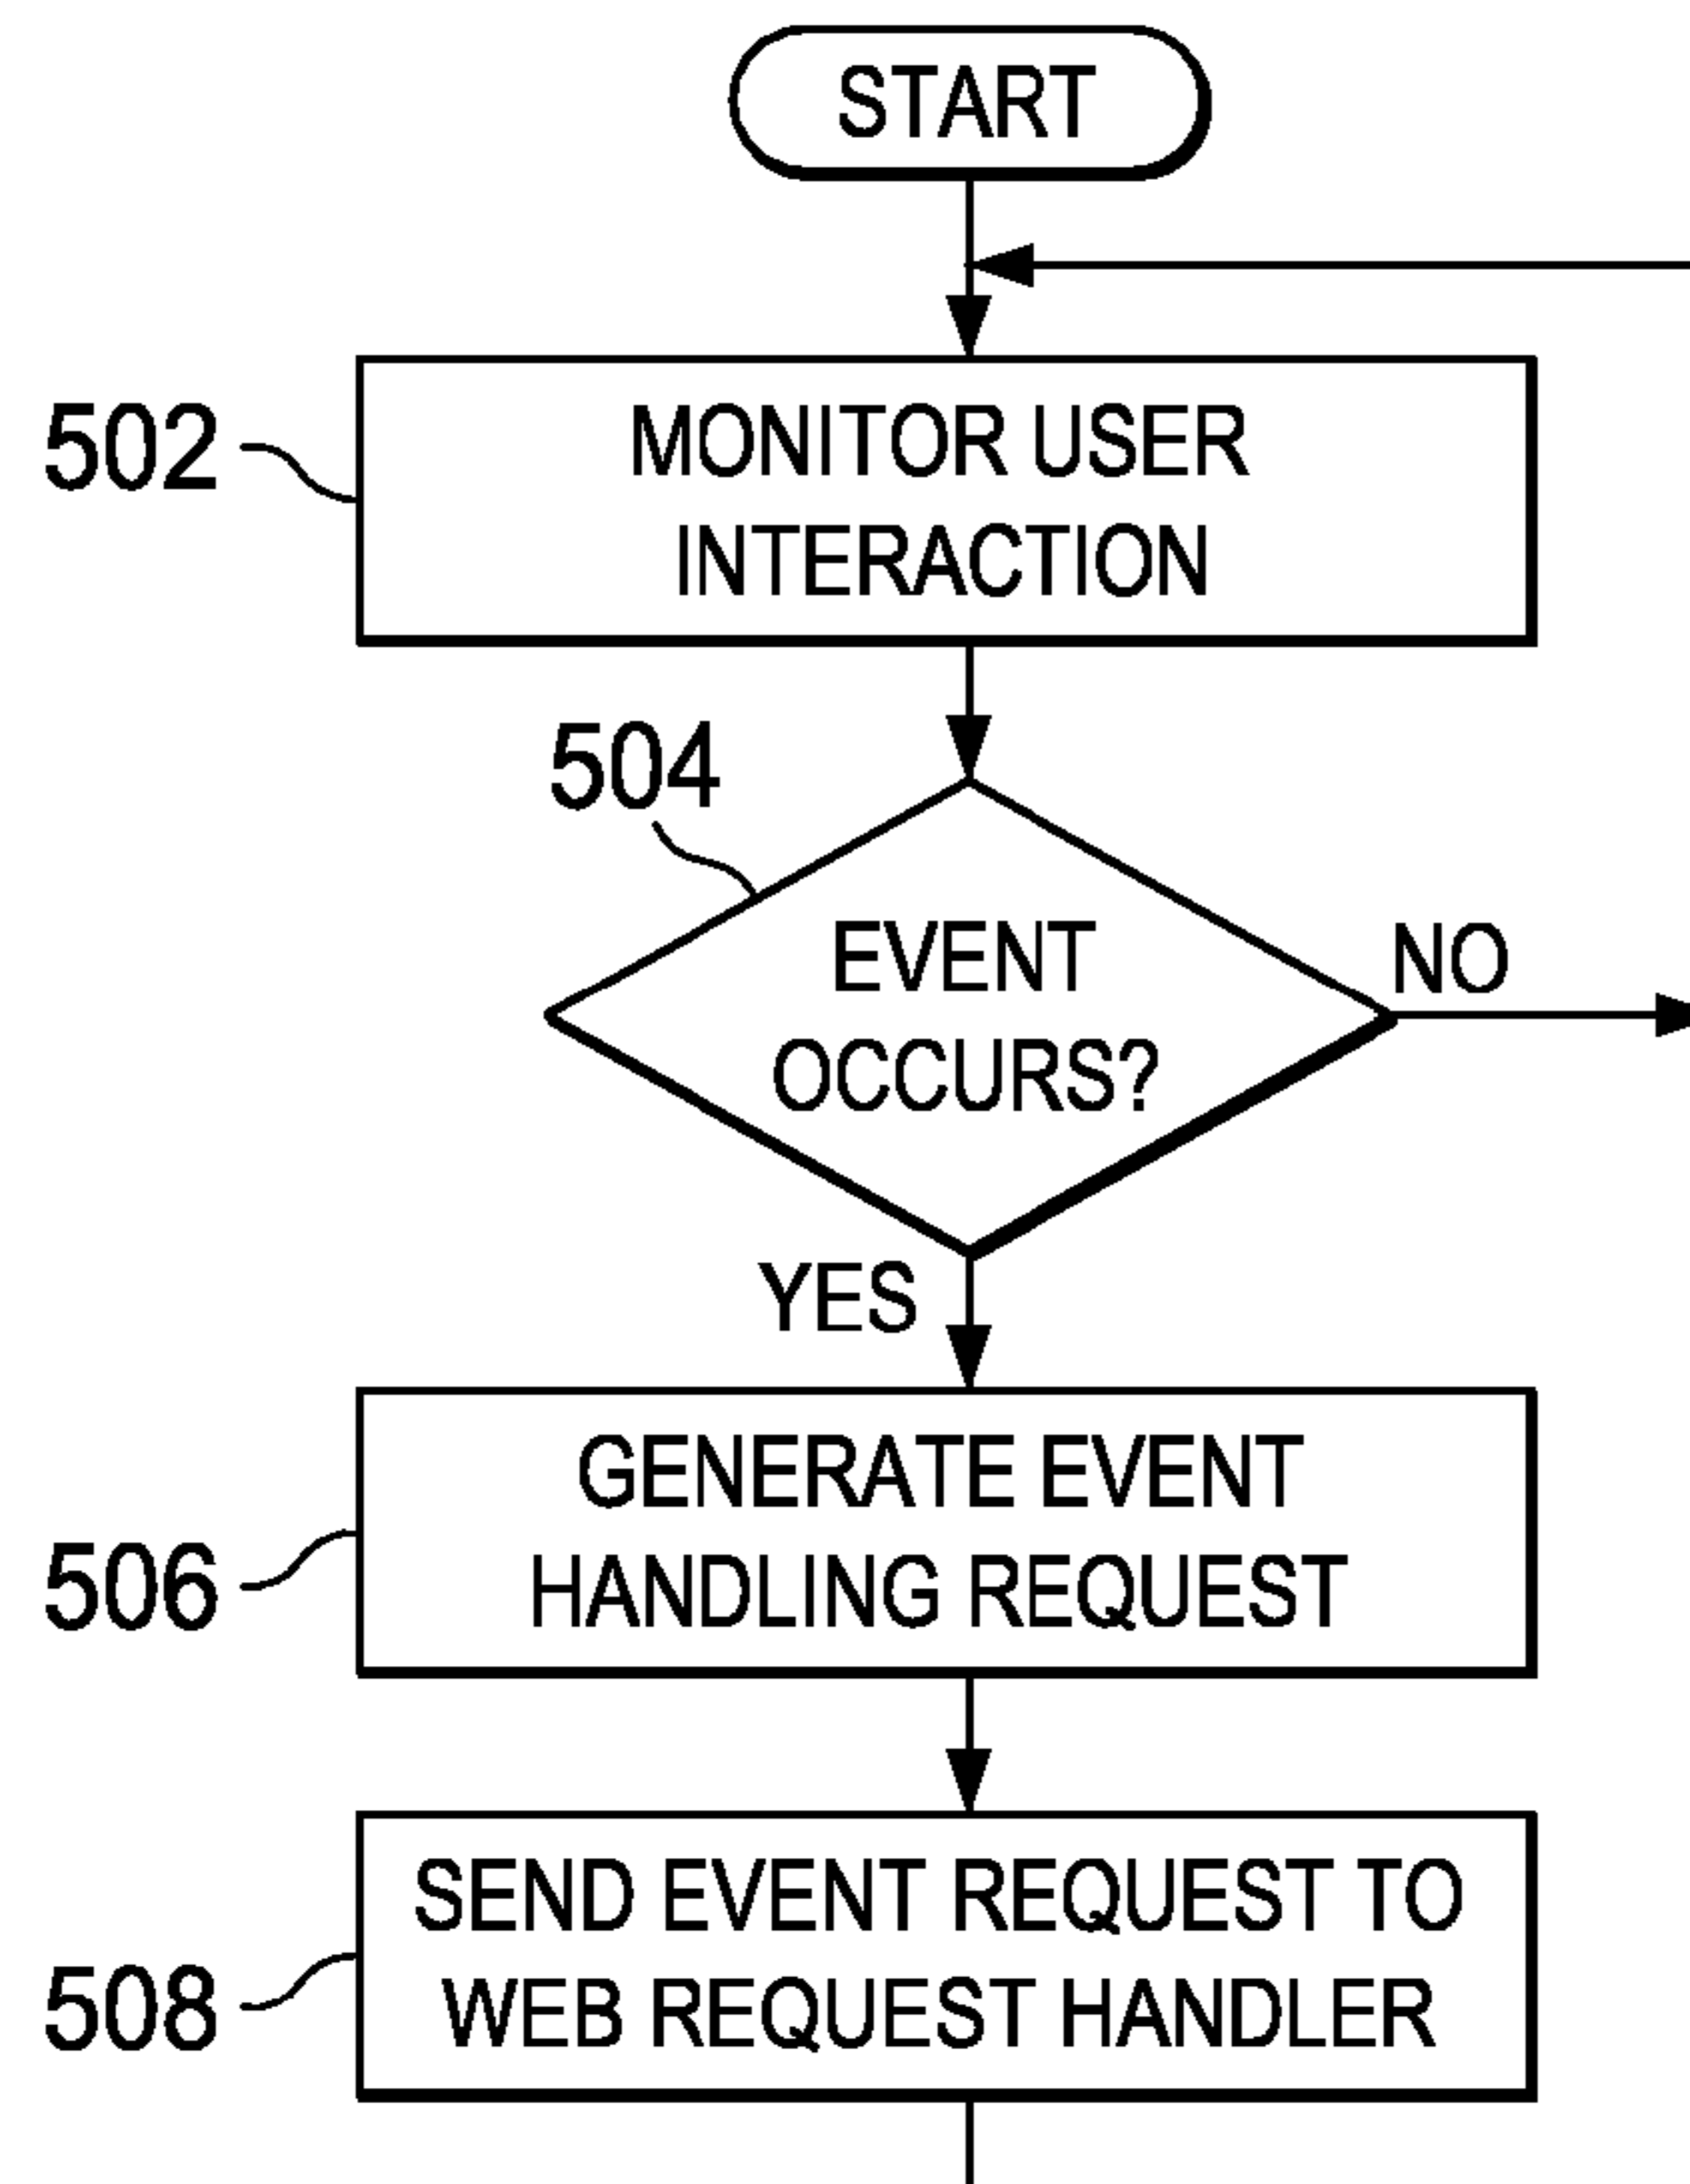 START
502
MONITOR USER
INTERACTION
504
EVENT
OCCURS?
NO
YES
506
GENERATE EVENT
HANDLING REQUEST
508
SEND EVENT REQUEST TO
WEB REQUEST HANDLER